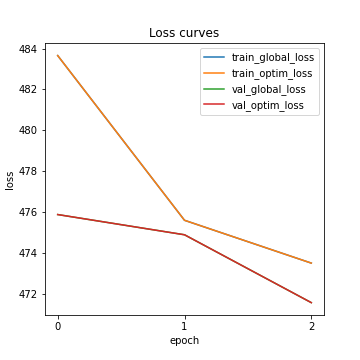 Loss curves
train_global_loss
train_optim_loss
val_global_loss
val_optim_loss
484
482
480
478
476
474
472
loss
0 1 2
epoch